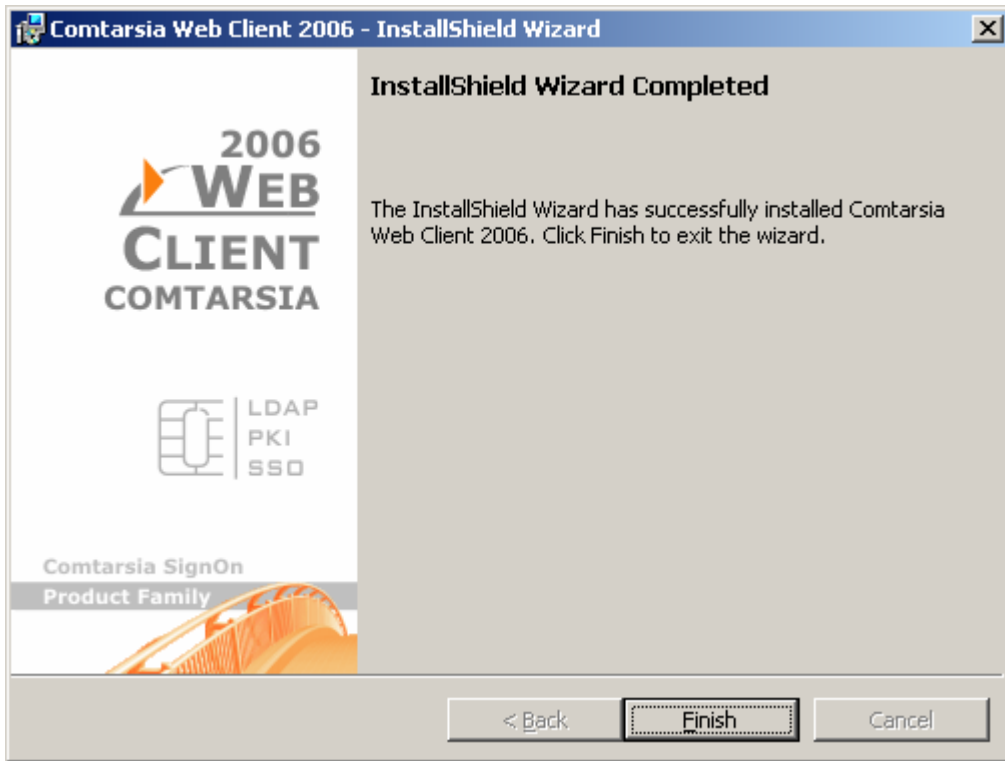 Comtarsia Web Client 2006 - InstallShield Wizard
InstallShield Wizard Completed
The InstallShield Wizard has successfully installed Comtarsia
Web Client 2006. Click Finish to exit the wizard.
2006
WEB
CLIENT
COMTARSIA
LDAP
PKI
SSO
Comtarsia SignOn
Product Family
< Back
Finish
Cancel